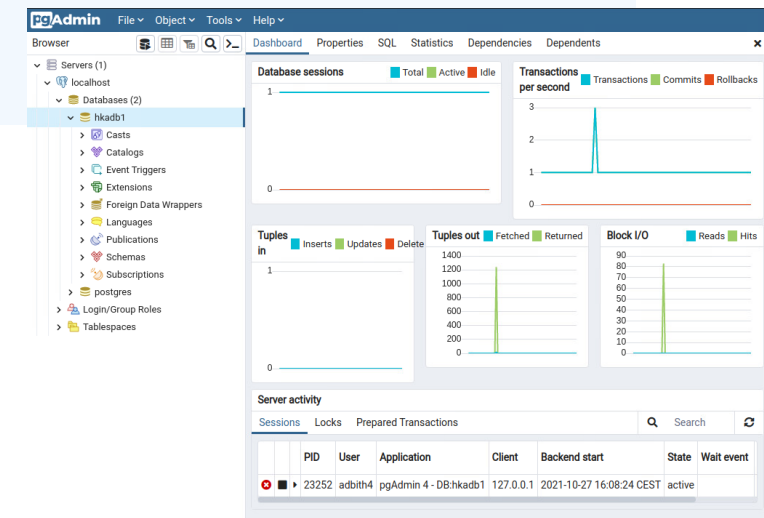 pgAdmin File Object Tools Help
Browser
Dashboard Properties SQL Statistics Dependencies Dependents
Servers (1)
localhost
Databases (2)
hkadb1
Casts
Catalogs
Event Triggers
Extensions
Foreign Data Wrappers
Languages
Publications
Schemas
Subscriptions
postgres
Login/Group Roles
Tablespaces
Database sessions Total Active Idle
1
0
Transactions per second Transactions Commits Rollbacks
3
2
1
0
Tuples in Inserts Updates Delete
1
0
Tuples out Fetched Returned
1400
1200
1000
800
600
400
200
0
Block I/O Reads Hits
90
80
70
60
50
40
30
20
10
0
Server activity
Sessions Locks Prepared Transactions Search
PID User Application Client Backend start State Wait event
23252 adbith4 pgAdmin 4 - DB:hkadb1 127.0.0.1 2021-10-27 16:08:24 CEST active